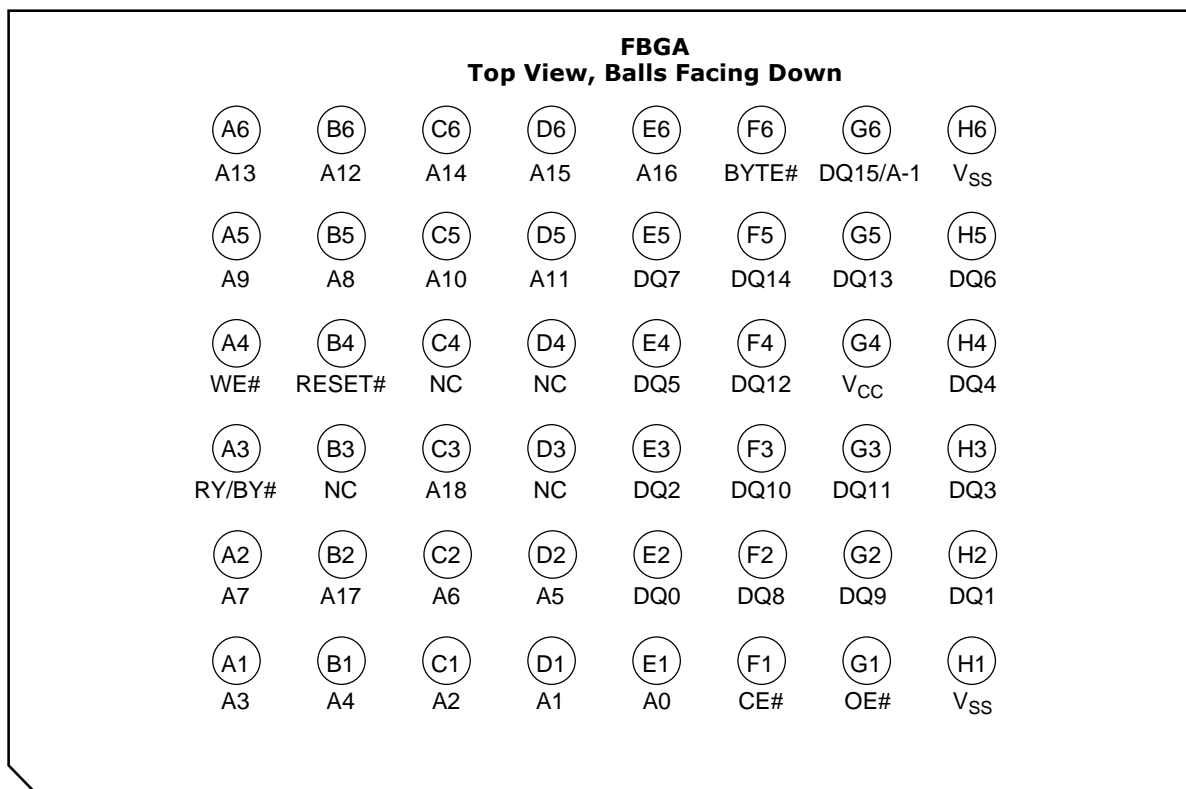 FBGA
Top View, Balls Facing Down
A6 B6 C6 D6 E6 F6 G6 H6
A13 A12 A14 A15 A16 BYTE# DQ15/A-1 VSS
A5 B5 C5 D5 E5 F5 G5 H5
A9 A8 A10 A11 DQ7 DQ14 DQ13 DQ6
A4 B4 C4 D4 E4 F4 G4 H4
WE# RESET# NC NC DQ5 DQ12 VCC DQ4
A3 B3 C3 D3 E3 F3 G3 H3
RY/BY# NC A18 NC DQ2 DQ10 DQ11 DQ3
A2 B2 C2 D2 E2 F2 G2 H2
A7 A17 A6 A5 DQ0 DQ8 DQ9 DQ1
A1 B1 C1 D1 E1 F1 G1 H1
A3 A4 A2 A1 A0 CE# OE# VSS